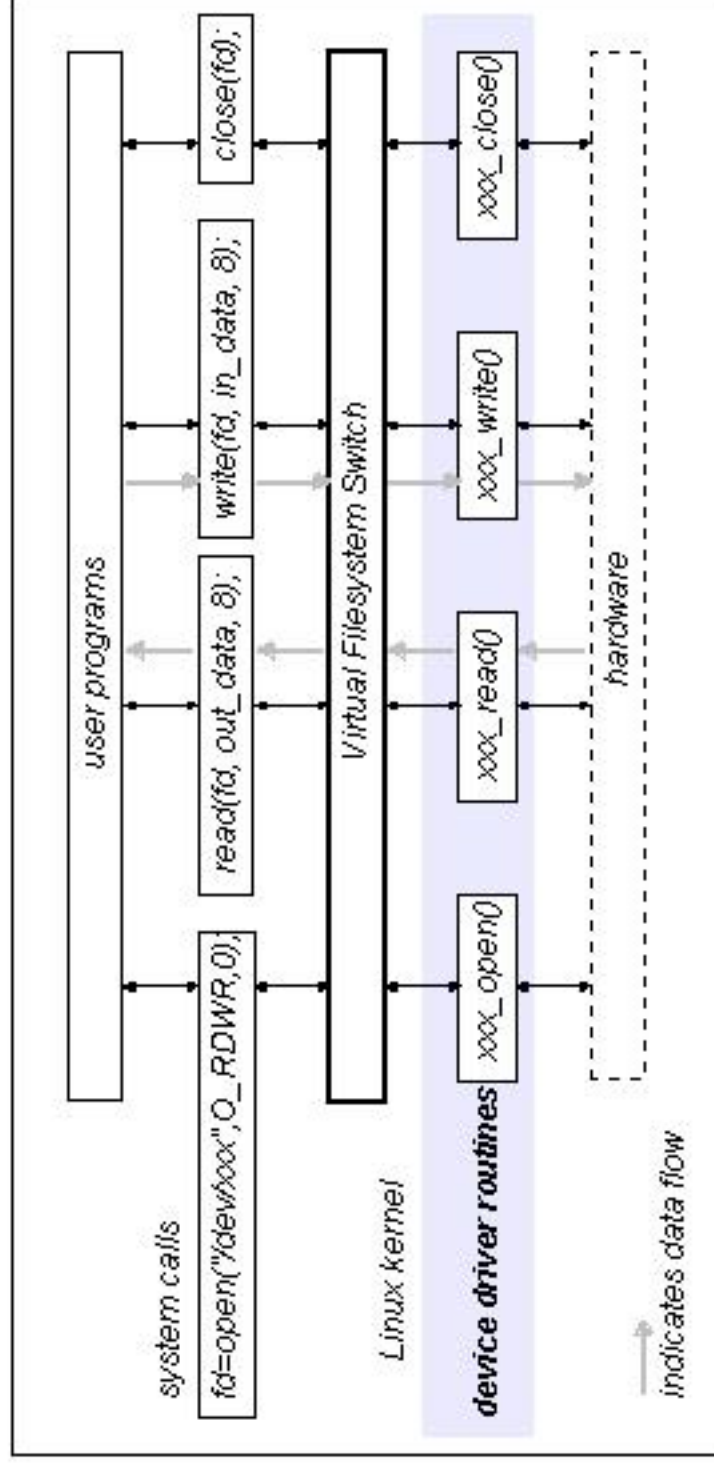 user programs
system calls
fd=open("/dev/xxx",O_RDWR,0);
read(fd, out_data, 8);
write(fd, in_data, 8);
close(fd);
Virtual Filesystem Switch
Linux kernel
device driver routines
xxx_open()
xxx_read()
xxx_write()
xxx_close()
hardware
indicates data flow